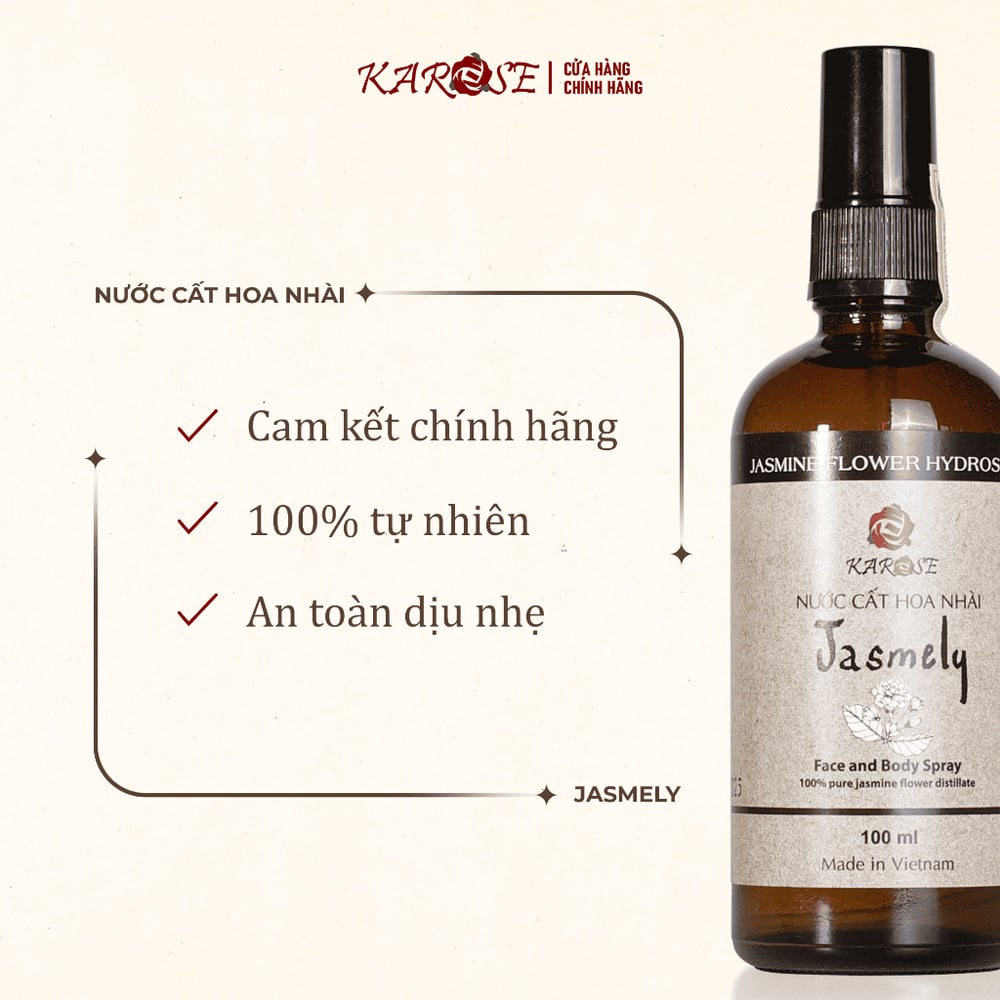 KAROSE
CỬA HÀNG
CHÍNH HÃNG
NƯỚC CẤT HOA NHÀI
Cam kết chính hãng
100% tự nhiên
An toàn dịu nhẹ
JASMELY
JASMINE FLOWER
KAROSE
NƯỚC CẤT HOA NHÀI
Jasmely
Face and Body Spray
100% pure jasmine flower distillate
100 ml
Made in Vietnam